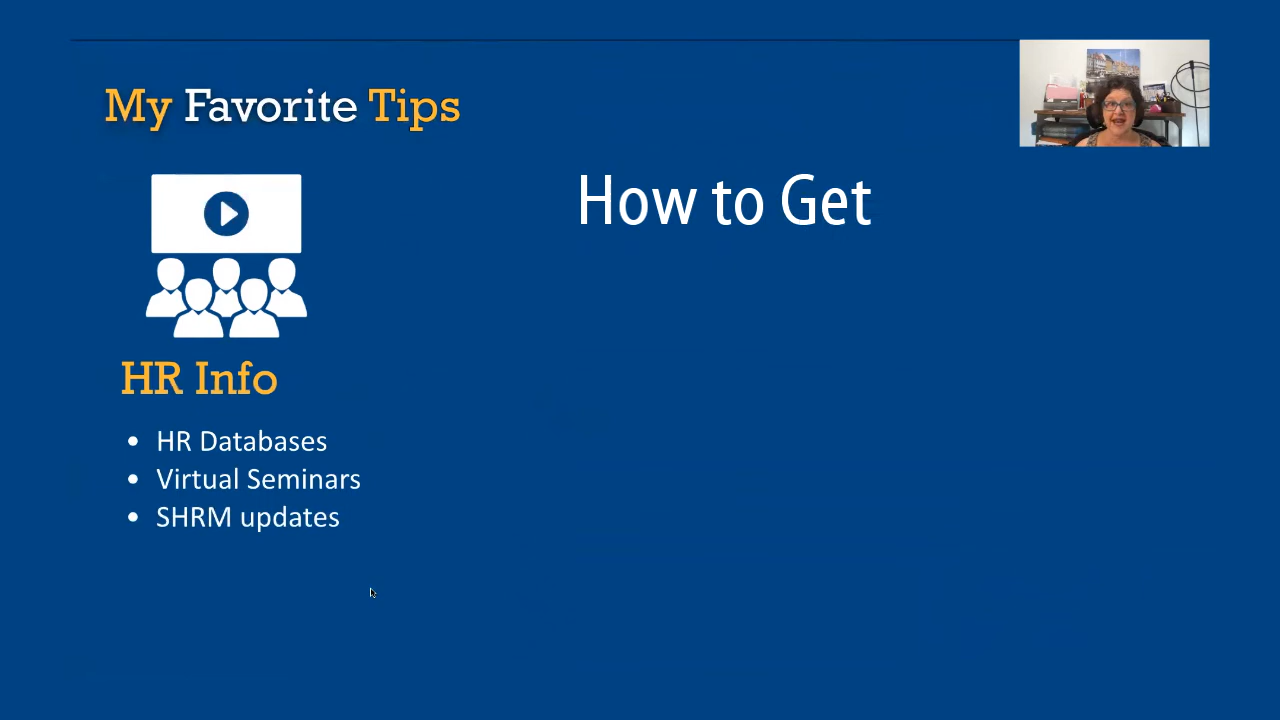 My Favorite Tips
How to Get
HR Info
• HR Databases
• Virtual Seminars
• SHRM updates